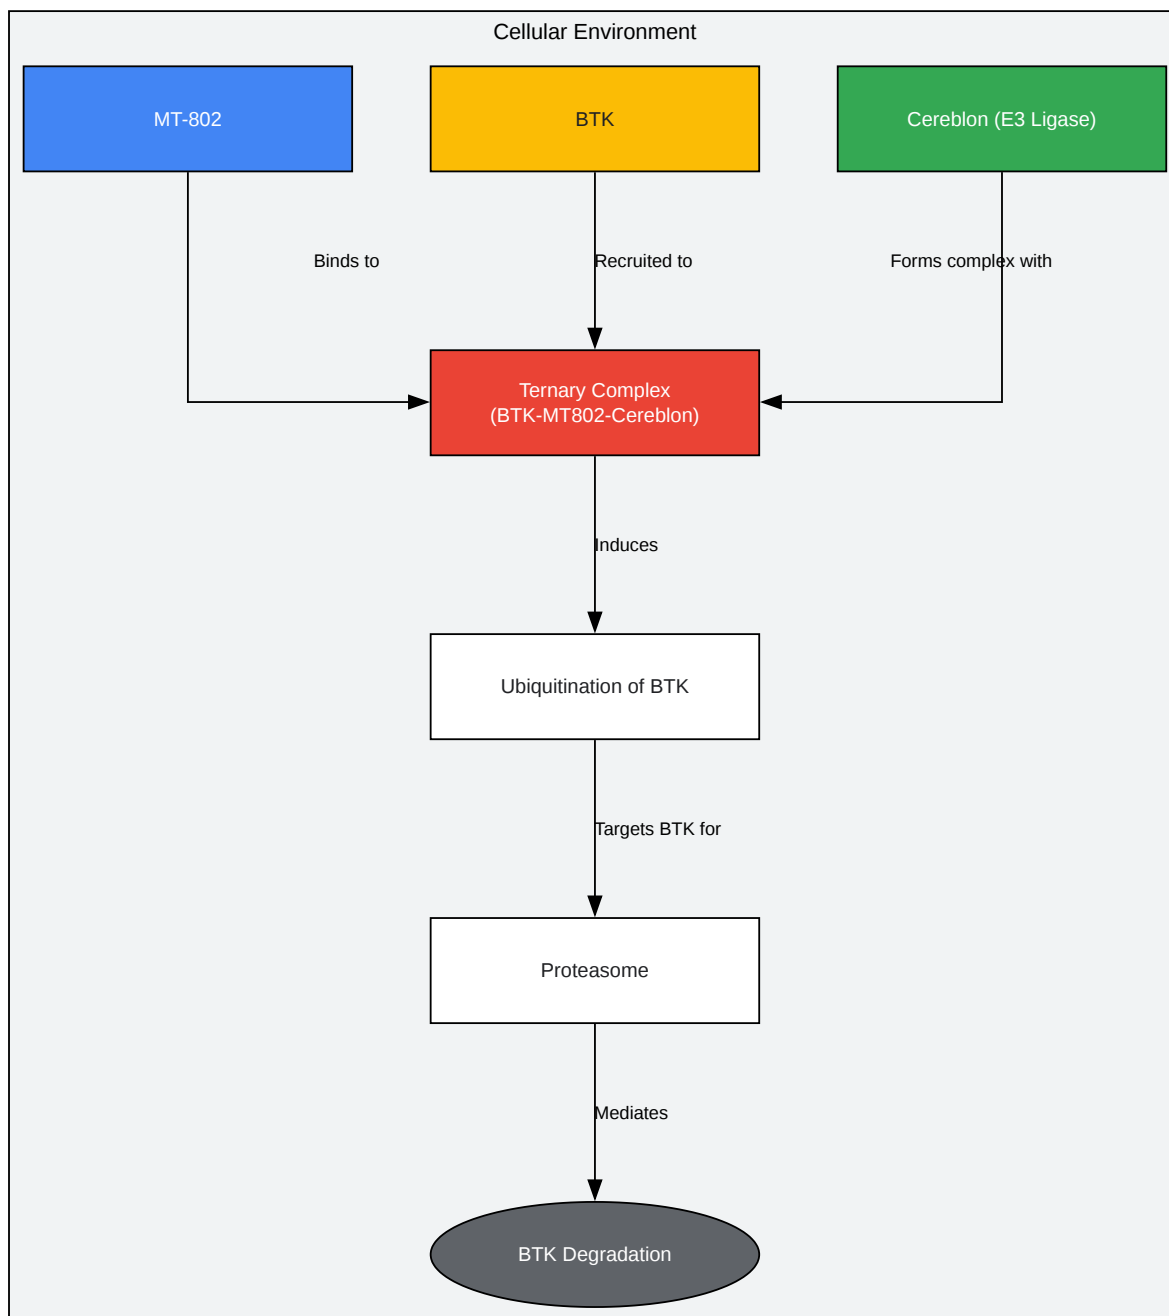 Cellular Environment
MT-802
BTK
Cereblon (E3 Ligase)
Binds to
Recruited to
Forms complex with
Ternary Complex
(BTK-MT802-Cereblon)
Induces
Ubiquitination of BTK
Targets BTK for
Proteasome
Mediates
BTK Degradation